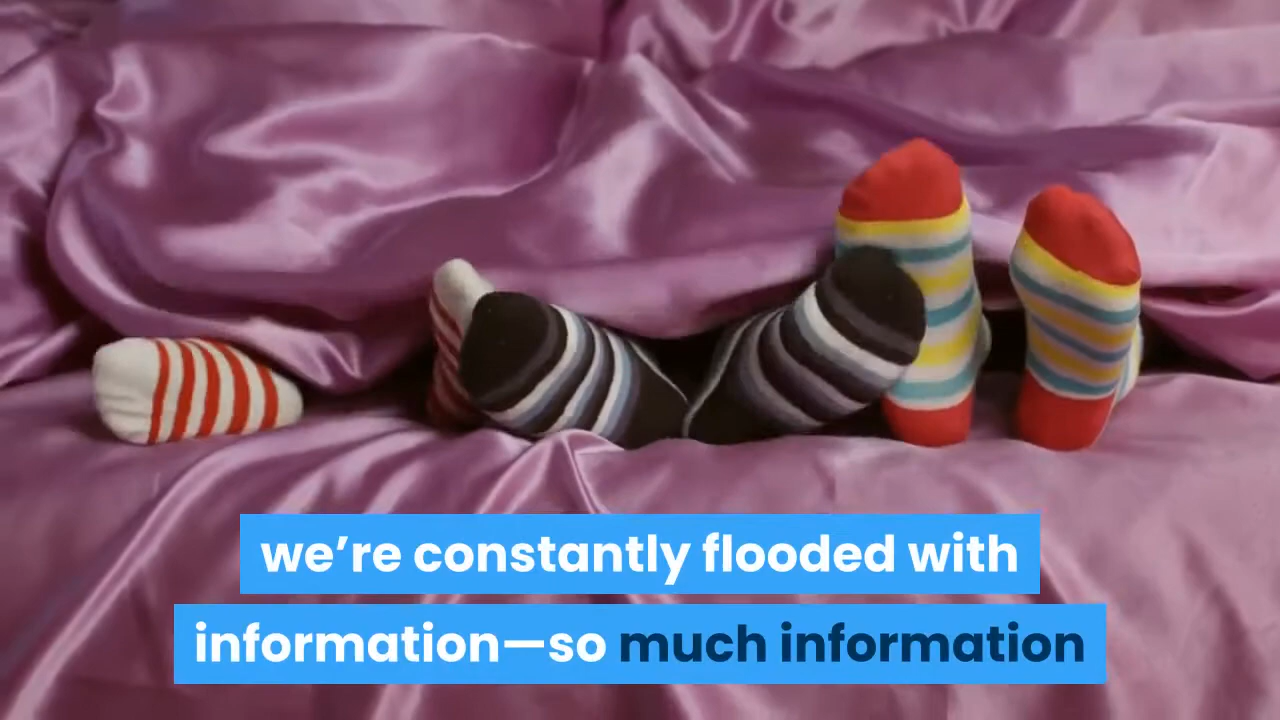 we’re constantly flooded with
information—so much information